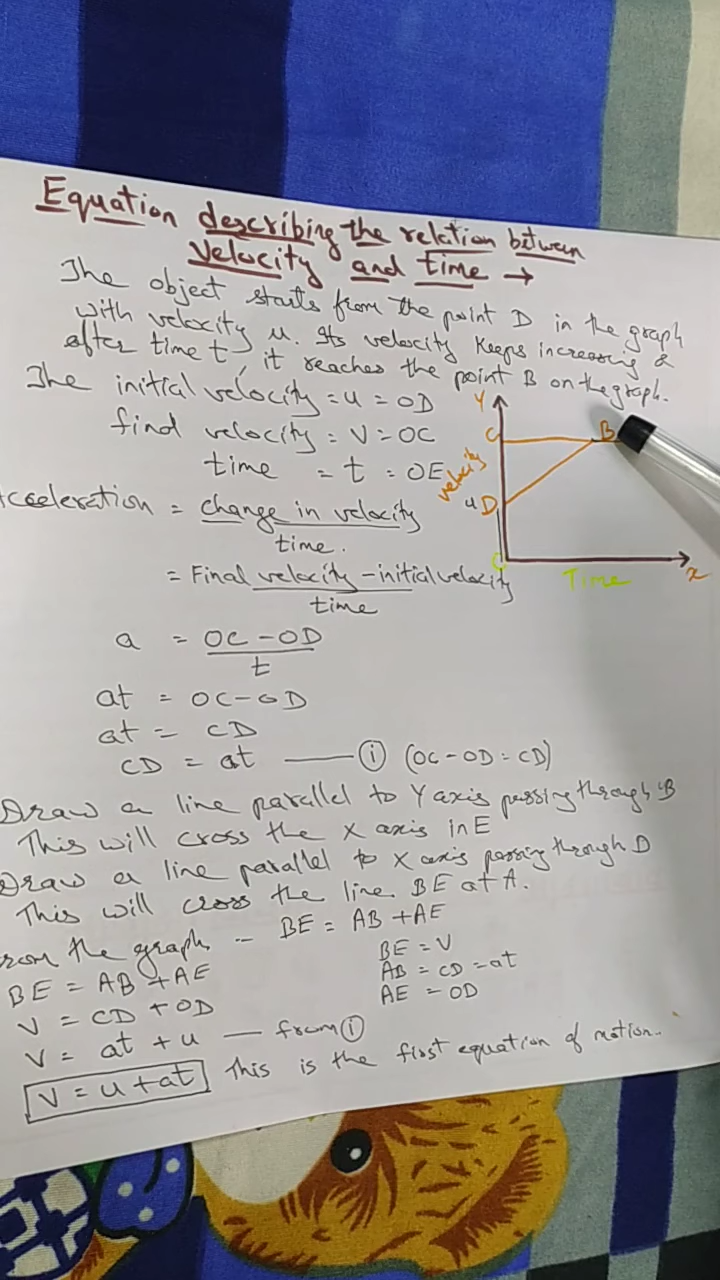 Equation describing the relation between
Velocity and time →
The object starts from the point D in the graph
with velocity u. Its velocity keeps increasing &
after time t, it reaches the point B on the graph.
The initial velocity = u = OD
find velocity = V = OC
time = t = OE
Acceleration = change in velocity
time.
= Final velocity - initial velocity
time
a = OC - OD
t
at = OC - OD
at = CD
CD = at —— (i) (OC - OD = CD)
Draw a line parallel to Y axis passing through B
This will cross the X axis in E
Draw a line parallel to X axis passing through D
This will cross the line BE at A.
from the graph - BE = AB + AE
BE = AB + AE
V = CD + OD
V = at + u — from (i)
V = u + at This is the first equation of motion..
BE = V
AB = CD = at
AE = OD
Y
C
B
velocity
u D
O
Time
x